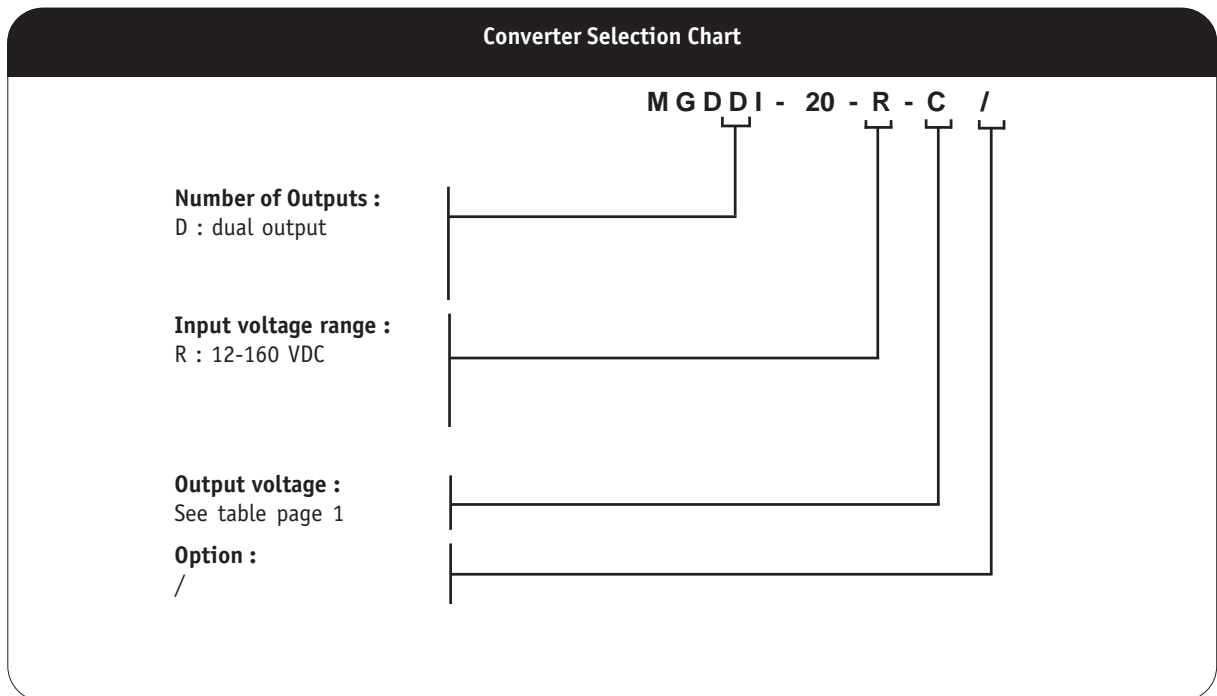 Converter Selection Chart
M G D D I - 20 - R - C /
Number of Outputs :
D : dual output
Input voltage range :
R : 12-160 VDC
Output voltage :
See table page 1
Option :
/